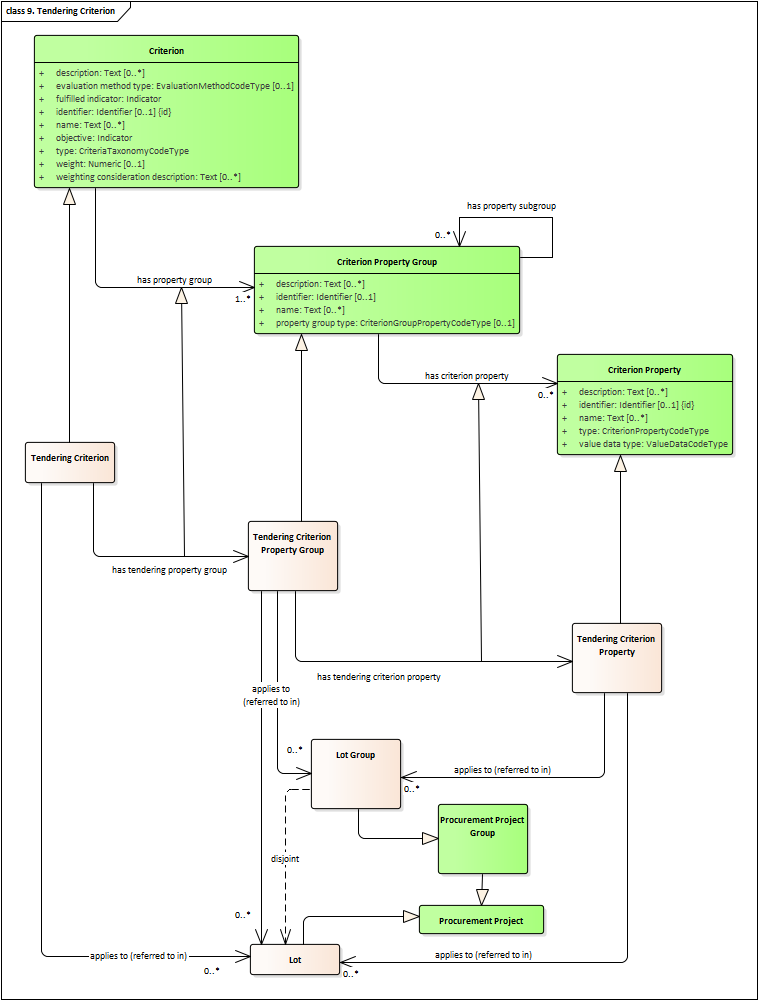 class 9. Tendering Criterion
Criterion
+ description: Text [0..*]
+ evaluation method type: EvaluationMethodCodeType [0..1]
+ fulfilled indicator: Indicator
+ identifier: Identifier [0..1] {id}
+ name: Text [0..*]
+ objective: Indicator
+ type: CriteriaTaxonomyCodeType
+ weight: Numeric [0..1]
+ weighting consideration description: Text [0..*]
has property subgroup
0..*
has property group
1..*
Criterion Property Group
+ description: Text [0..*]
+ identifier: Identifier [0..1]
+ name: Text [0..*]
+ property group type: CriterionGroupPropertyCodeType [0..1]
has criterion property
0..*
Criterion Property
+ description: Text [0..*]
+ identifier: Identifier [0..1] {id}
+ name: Text [0..*]
+ type: CriterionPropertyCodeType
+ value data type: ValueDataCodeType
Tendering Criterion
has tendering property group
Tendering Criterion
Property Group
Tendering Criterion
Property
has tendering criterion property
applies to
(referred to in)
0..*
Lot Group
applies to (referred to in)
0..*
Procurement Project
Group
disjoint
0..*
Procurement Project
applies to (referred to in)
0..*
Lot
applies to (referred to in)
0..*